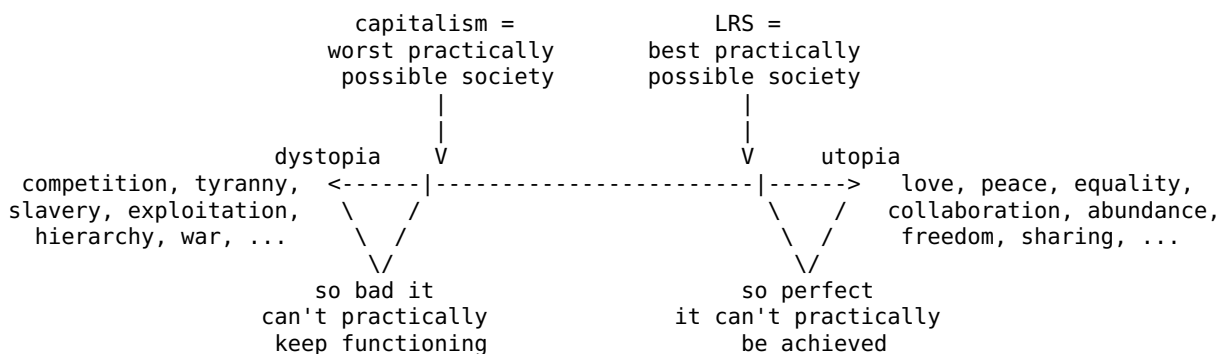 capitalism = LRS =
worst practically best practically
possible society possible society
| |
| |
dystopia V V utopia
competition, tyranny, <------|------------------------|------> love, peace, equality,
slavery, exploitation, \ / \ / collaboration, abundance,
hierarchy, war, ... \ / \ / freedom, sharing, ...
\/ \/
so bad it so perfect
can't practically it can't practically
keep functioning be achieved